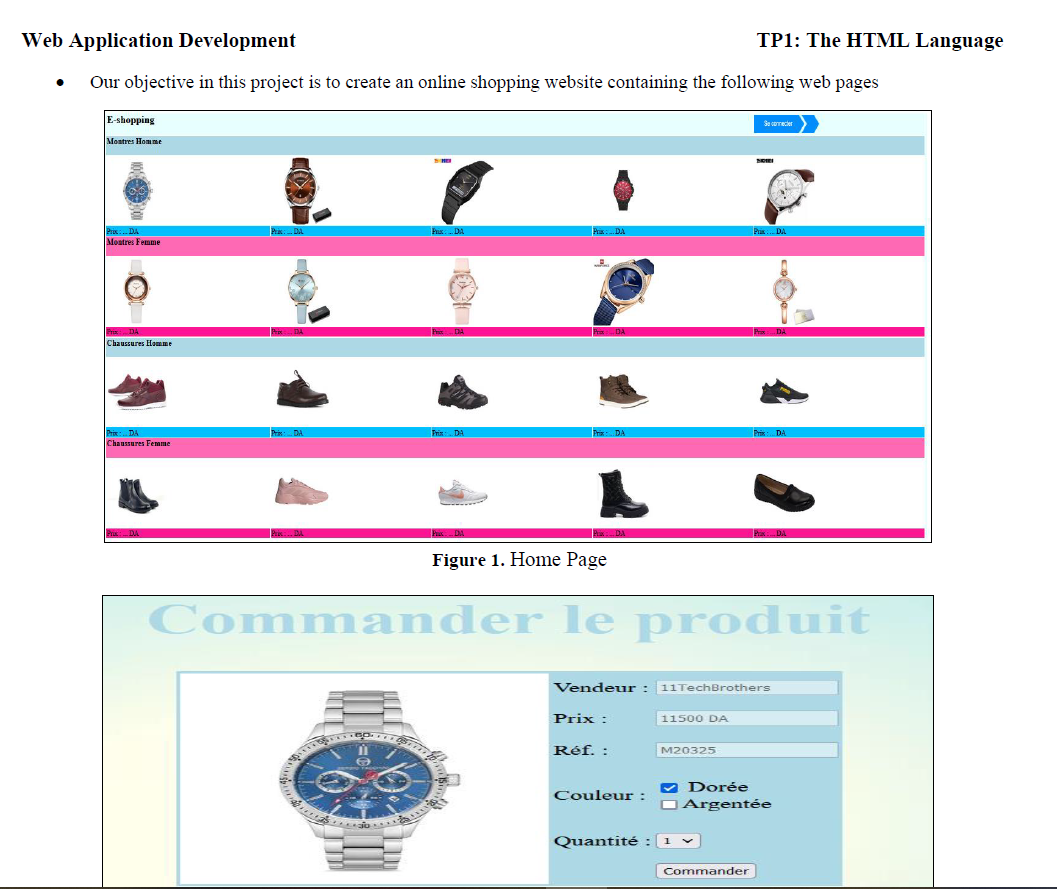 Web Application Development TP1: The HTML Language
• Our objective in this project is to create an online shopping website containing the following web pages
E-shopping Se connecter
Montres Homme
Prix : ... DA Prix : ... DA Prix : ... DA Prix : ... DA Prix : ... DA
Montres Femme
Prix : ... DA Prix : ... DA Prix : ... DA Prix : ... DA Prix : ... DA
Chaussures Homme
Prix : ... DA Prix : ... DA Prix : ... DA Prix : ... DA Prix : ... DA
Chaussures Femme
Prix : ... DA Prix : ... DA Prix : ... DA Prix : ... DA Prix : ... DA
Figure 1. Home Page
Commander le produit
Vendeur : 11TechBrothers
Prix : 11500 DA
Réf. : M20325
Couleur : Dorée
Argentée
Quantité : 1
Commander